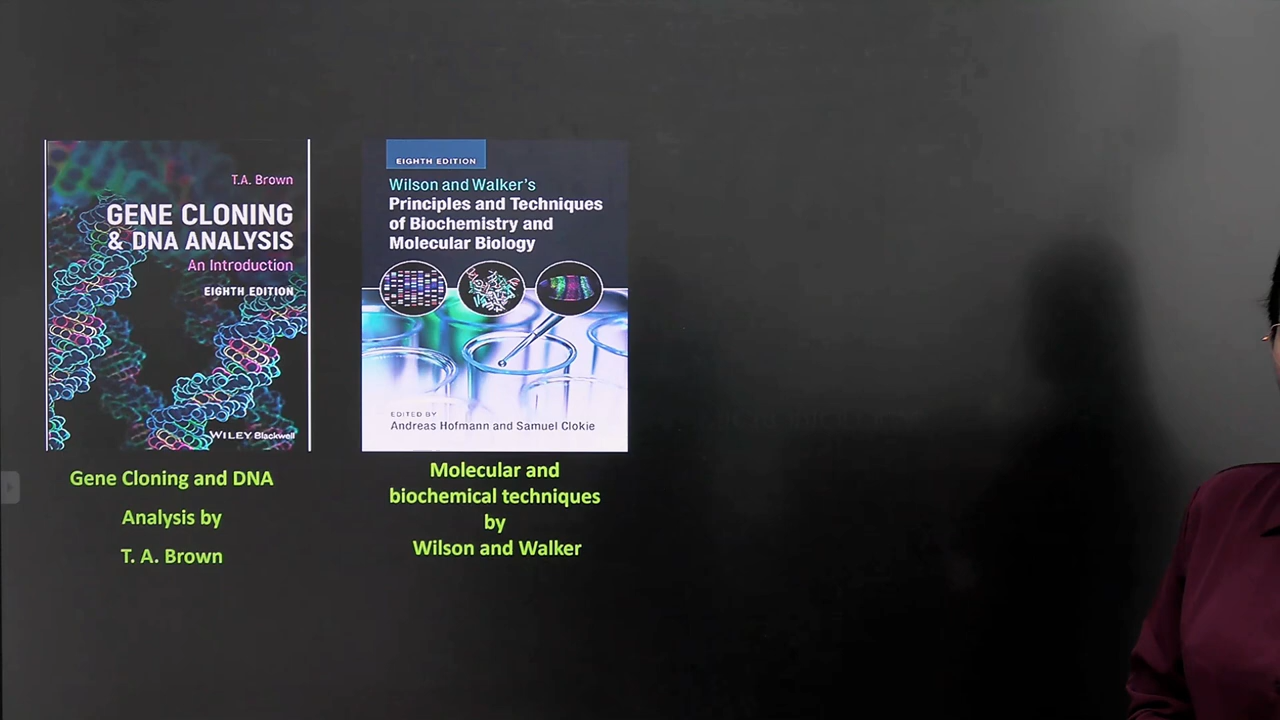 T.A. Brown
GENE CLONING
& DNA ANALYSIS
An Introduction
EIGHTH EDITION
WILEY Blackwell
Gene Cloning and DNA
Analysis by
T. A. Brown
EIGHTH EDITION
Wilson and Walker's
Principles and Techniques
of Biochemistry and
Molecular Biology
EDITED BY
Andreas Hofmann and Samuel Clokie
Molecular and
biochemical techniques
by
Wilson and Walker